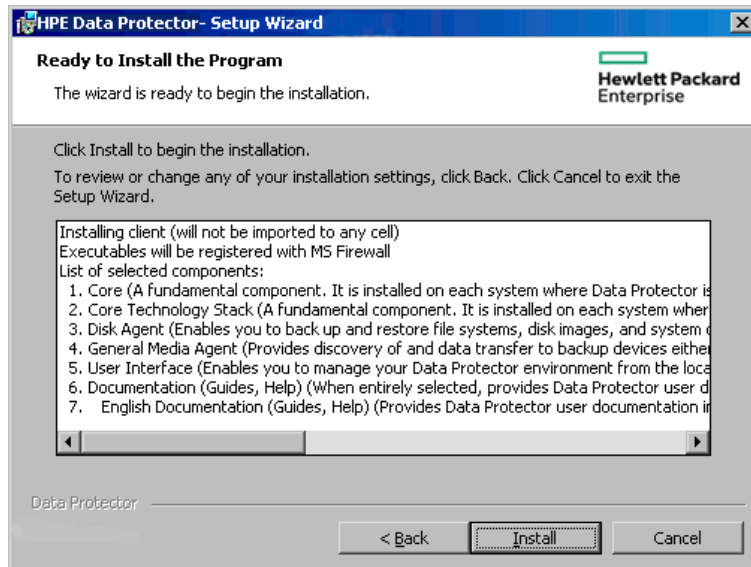 HPE Data Protector- Setup Wizard
Ready to Install the Program
The wizard is ready to begin the installation.
Hewlett Packard
Enterprise
Click Install to begin the installation.
To review or change any of your installation settings, click Back. Click Cancel to exit the
Setup Wizard.
Installing client (will not be imported to any cell)
Executables will be registered with MS Firewall
List of selected components:
1. Core (A fundamental component. It is installed on each system where Data Protector is
2. Core Technology Stack (A fundamental component. It is installed on each system wher
3. Disk Agent (Enables you to back up and restore file systems, disk images, and system
4. General Media Agent (Provides discovery of and data transfer to backup devices either
5. User Interface (Enables you to manage your Data Protector environment from the loca
6. Documentation (Guides, Help) (When entirely selected, provides Data Protector user d
7. English Documentation (Guides, Help) (Provides Data Protector user documentation in
Data Protector
< Back
Install
Cancel